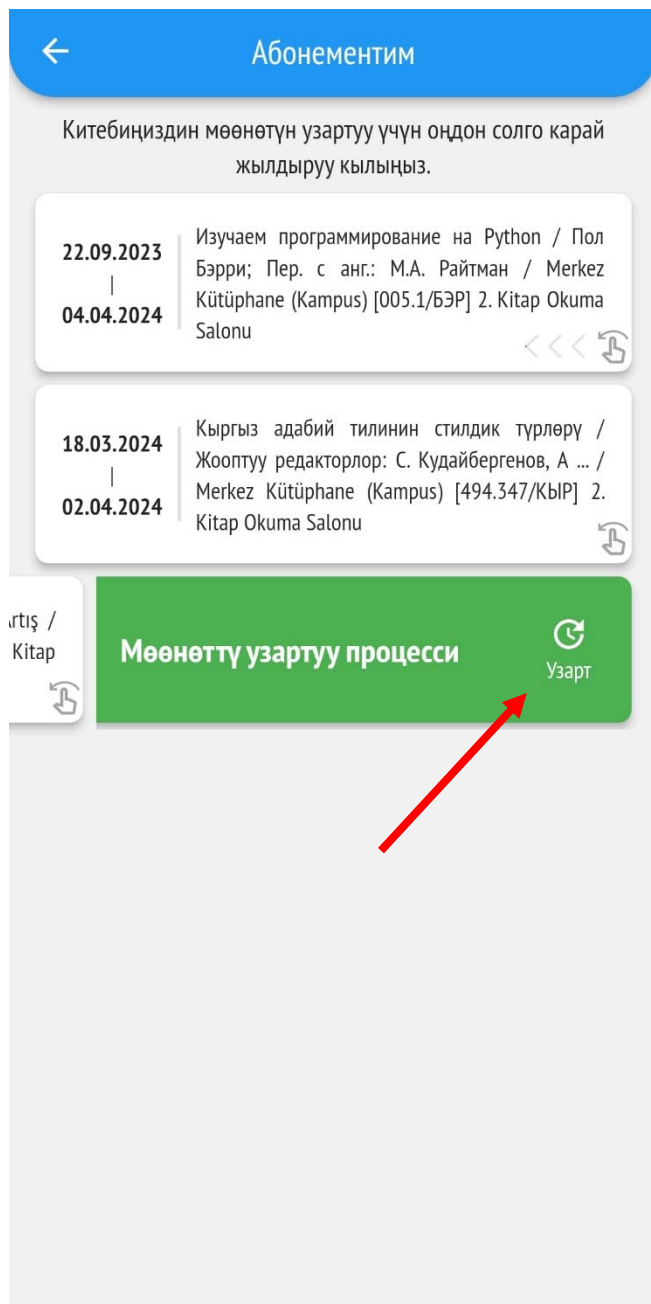 Абонементим
Китебиңиздин мөөнөтүн узартуу үчүн оңдон солго карай
жылдыруу кылыңыз.
22.09.2023
|
04.04.2024
Изучаем программирование на Python / Пол
Бэрри; Пер. с анг.: М.А. Райтман / Merkez
Kütüphane (Kampus) [005.1/БЭР] 2. Kitap Okuma
Salonu
18.03.2024
|
02.04.2024
Кыргыз адабий тилинин стилдик түрлөрү /
Жооптуу редакторлор: С. Кудайбергенов, А ... /
Merkez Kütüphane (Kampus) [494.347/КЫР] 2.
Kitap Okuma Salonu
rtış /
Kitap
Мөөнөттү узартуу процесси
Узарт